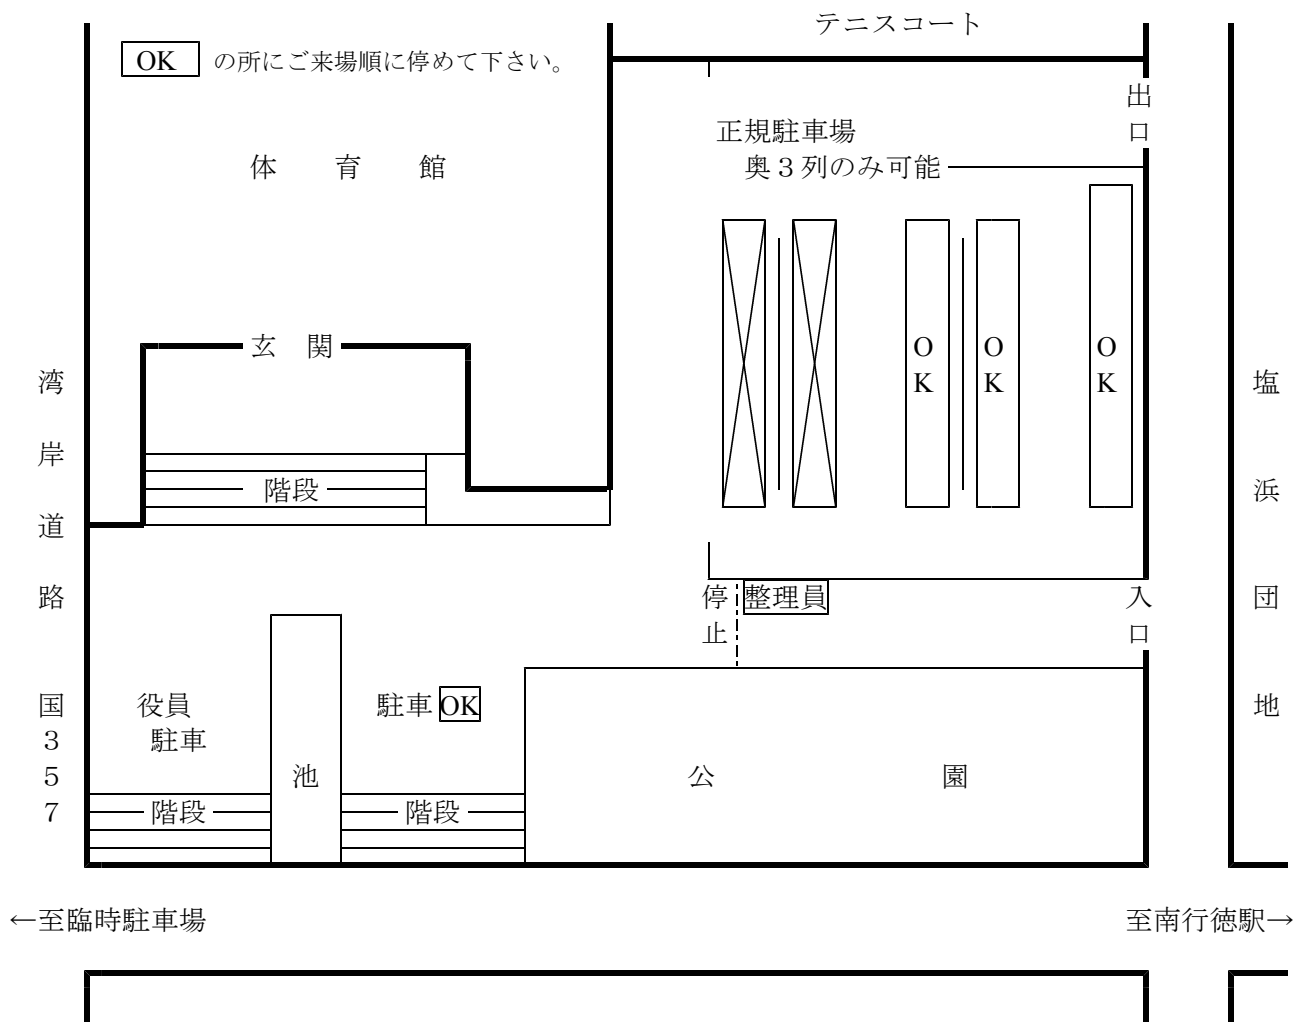 テニスコート
OK の所にご来場順に停めて下さい。
出口
正規駐車場
奥３列のみ可能
体 育 館
玄 関
OK
OK
OK
階段
湾岸道路 国３５７
塩浜団地
停止
整理員
入口
役員
駐車
駐車 OK
池
公 園
階段
階段
←至臨時駐車場
至南行徳駅→